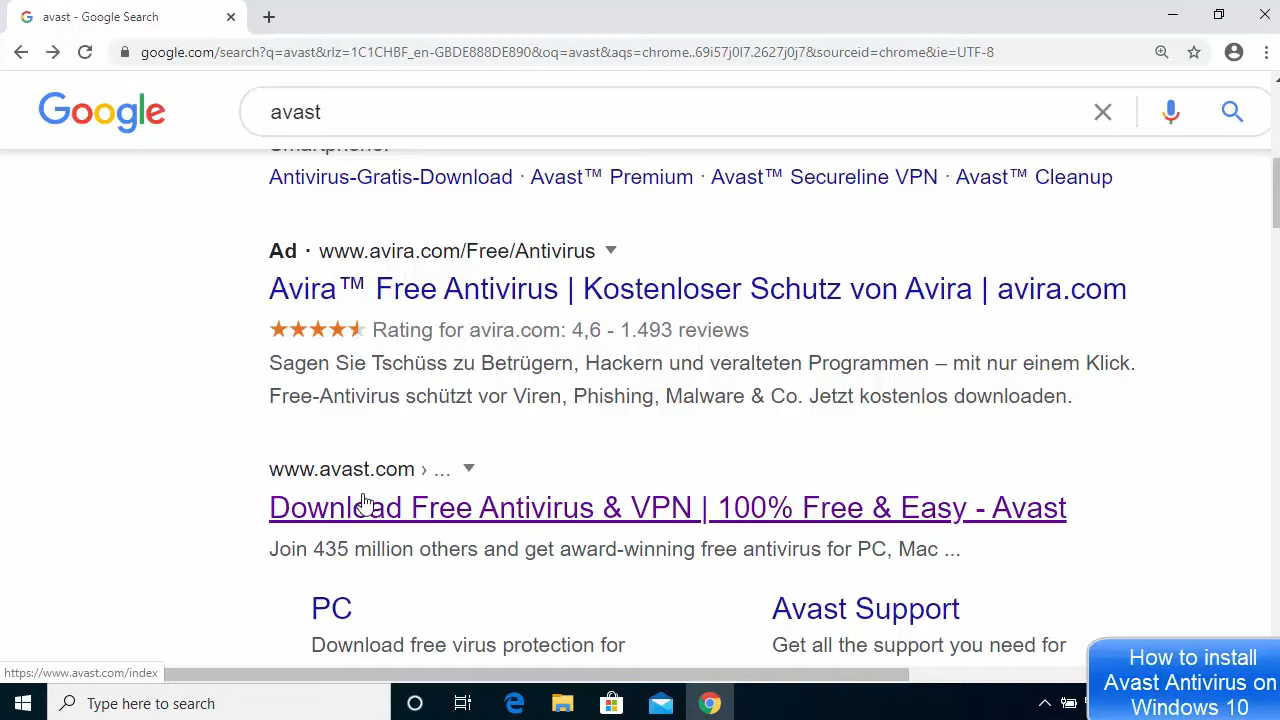 avast - Google Search
google.com/search?q=avast&rlz=1C1CHBF_en-GBDE888DE890&oq=avast&aqs=chrome..69i57j0l7.2627j0j7&sourceid=chrome&ie=UTF-8
Google
avast
Smartphone.
Antivirus-Gratis-Download · Avast™ Premium · Avast™ Secureline VPN · Avast™ Cleanup
Ad · www.avira.com/Free/Antivirus
Avira™ Free Antivirus | Kostenloser Schutz von Avira | avira.com
Rating for avira.com: 4,6 - 1.493 reviews
Sagen Sie Tschüss zu Betrügern, Hackern und veralteten Programmen – mit nur einem Klick.
Free-Antivirus schützt vor Viren, Phishing, Malware & Co. Jetzt kostenlos downloaden.
www.avast.com › ...
Download Free Antivirus & VPN | 100% Free & Easy - Avast
Join 435 million others and get award-winning free antivirus for PC, Mac ...
PC
Download free virus protection for
Avast Support
Get all the support you need for
https://www.avast.com/index
Type here to search
How to install
Avast Antivirus on
Windows 10